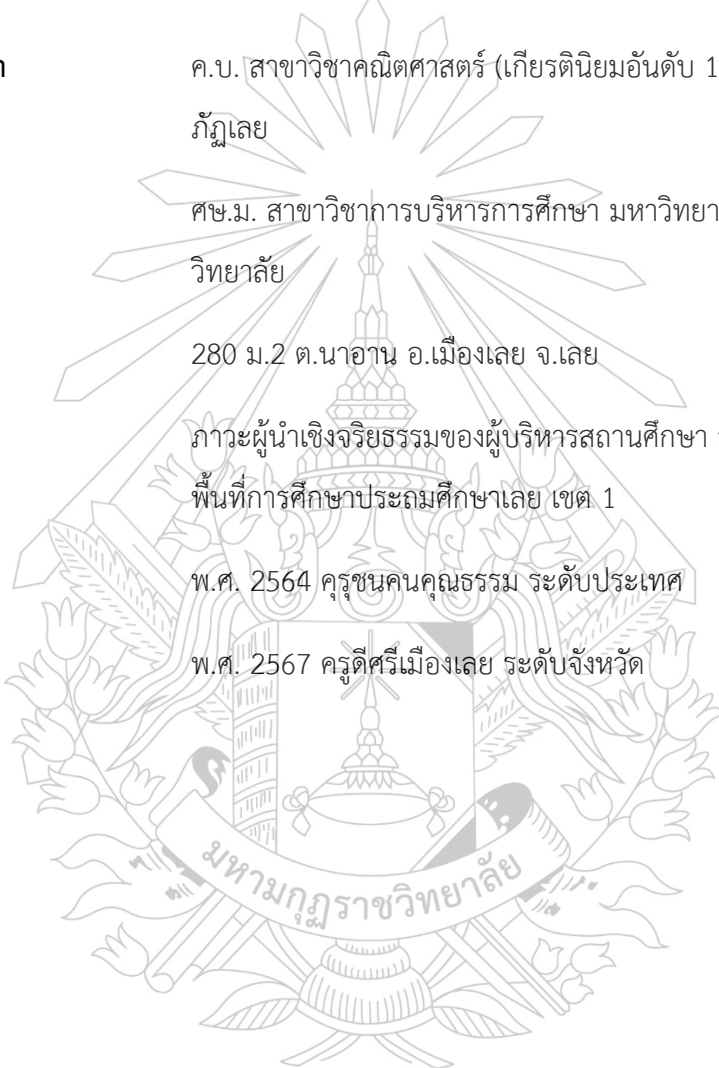 ค.บ. สาขาวิชาคณิตศาสตร์ (เกียรตินิยมอันดับ 1
ภัฏเลย
ศษ.ม. สาขาวิชาการบริหารการศึกษา มหาวิทยา
วิทยาลัย
280 ม.2 ต.นาอาน อ.เมืองเลย จ.เลย
ภาวะผู้นำเชิงจริยธรรมของผู้บริหารสถานศึกษา
พื้นที่การศึกษาประถมศึกษาเลย เขต 1
พ.ศ. 2564 คุรุชนคนคุณธรรม ระดับประเทศ
พ.ศ. 2567 ครูดีศรีเมืองเลย ระดับจังหวัด
มหามกุฏราชวิทยาลัย